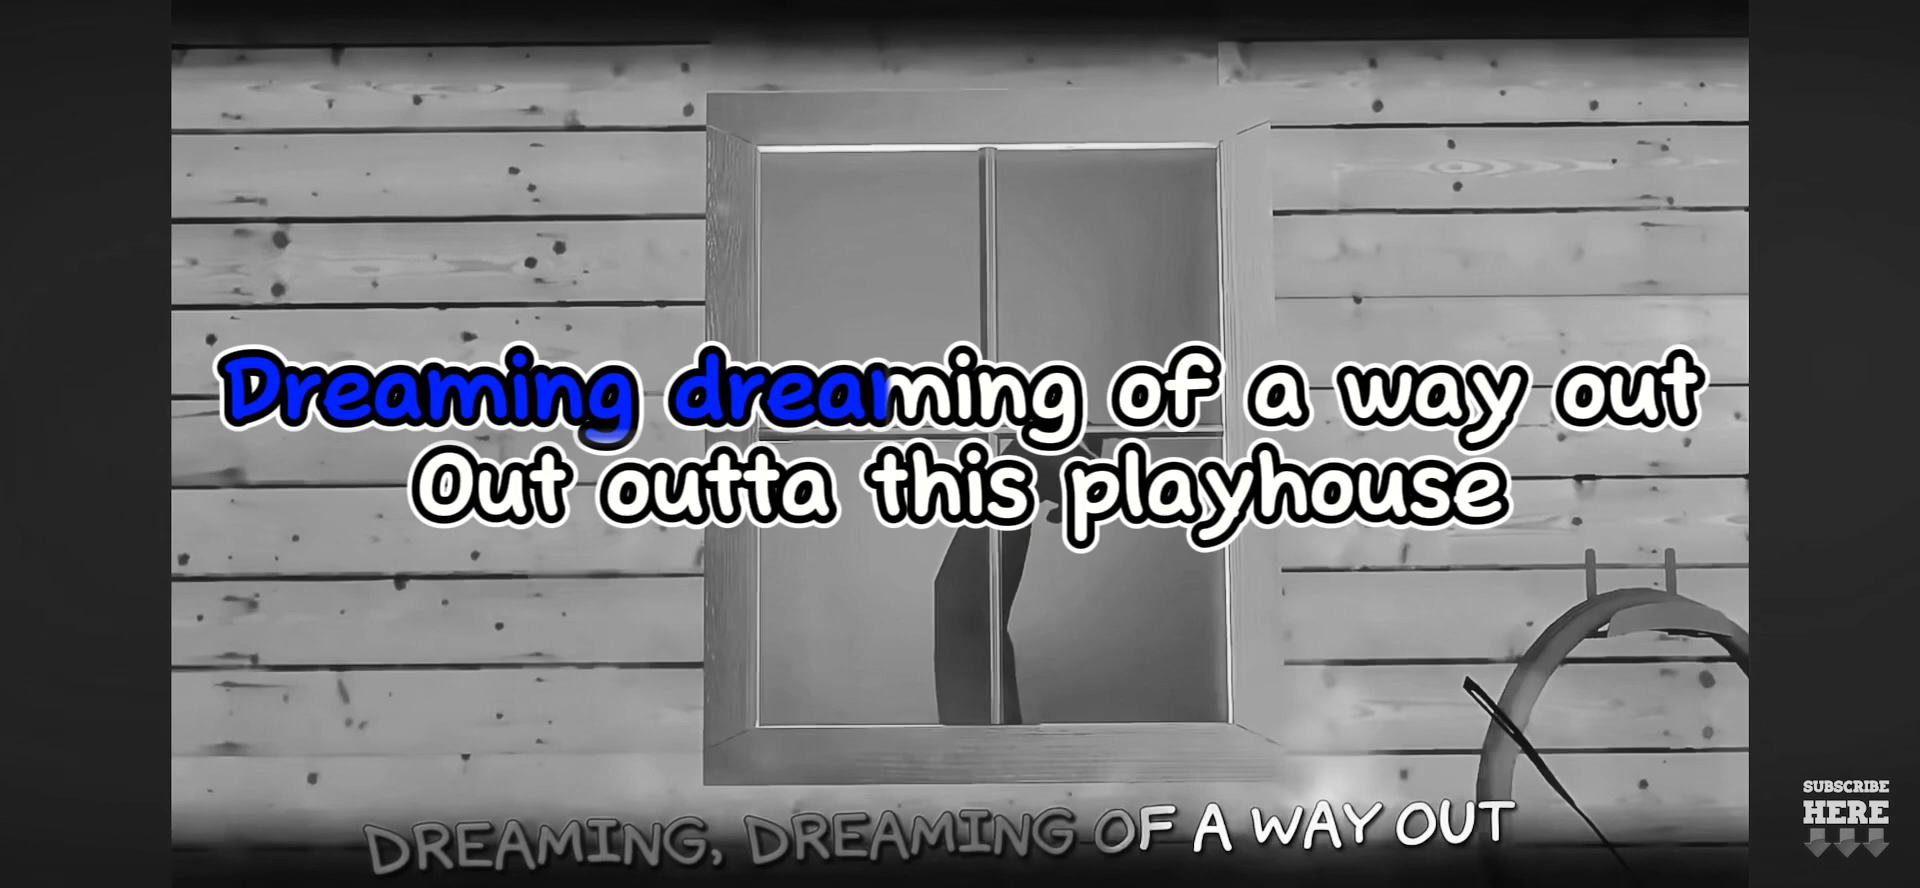 Dreaming dreaming of a way out
Out outta this playhouse
DREAMING, DREAMING OF A WAY OUT
SUBSCRIBE
HERE